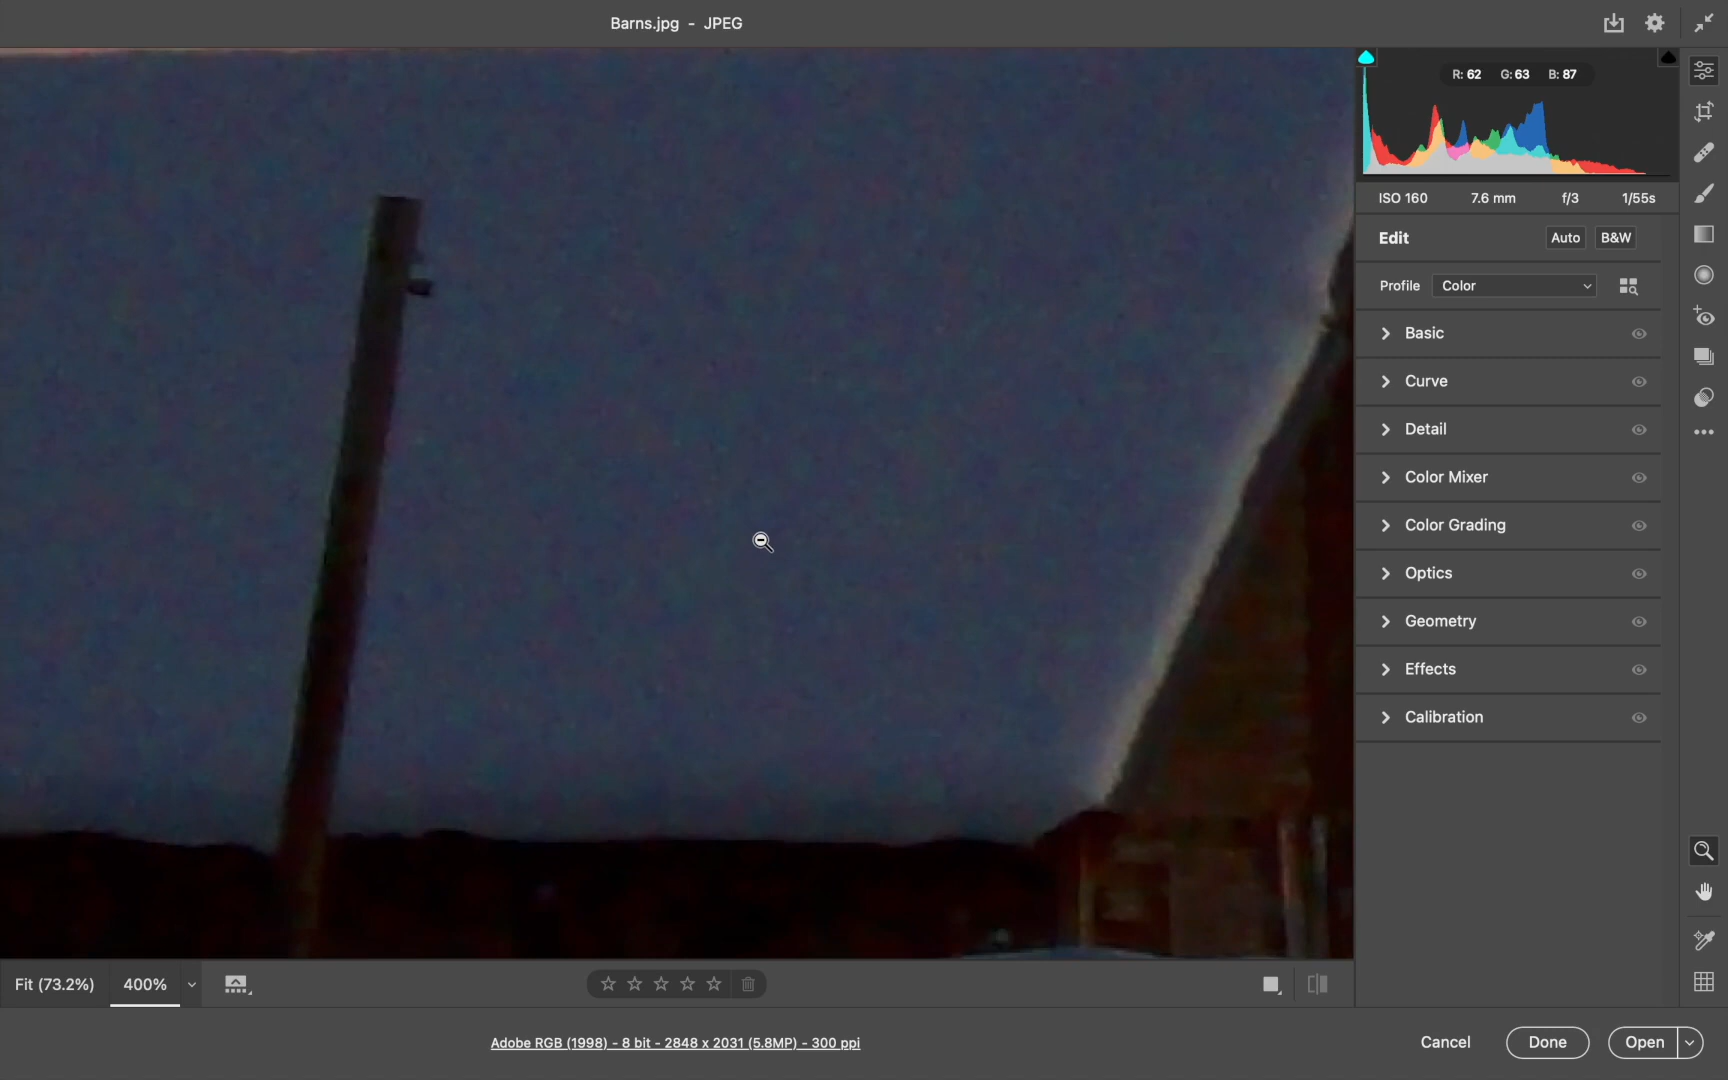 Barns.jpg - JPEG
R: 62 G: 63 B: 87
ISO 160 7.6 mm f/3 1/55s
Edit Auto B&W
Profile Color
Basic
Curve
Detail
Color Mixer
Color Grading
Optics
Geometry
Effects
Calibration
Fit (73.2%) 400%
Adobe RGB (1998) - 8 bit - 2848 x 2031 (5.8MP) - 300 ppi
Cancel Done Open